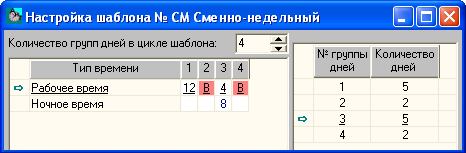 Настройка шаблона № СМ Сменно-недельный
Количество групп дней в цикле шаблона: 4
Тип времени 1 2 3 4
Рабочее время 12 В 4 В
Ночное время 8
№ группы дней Количество дней
1 5
2 2
3 5
4 2